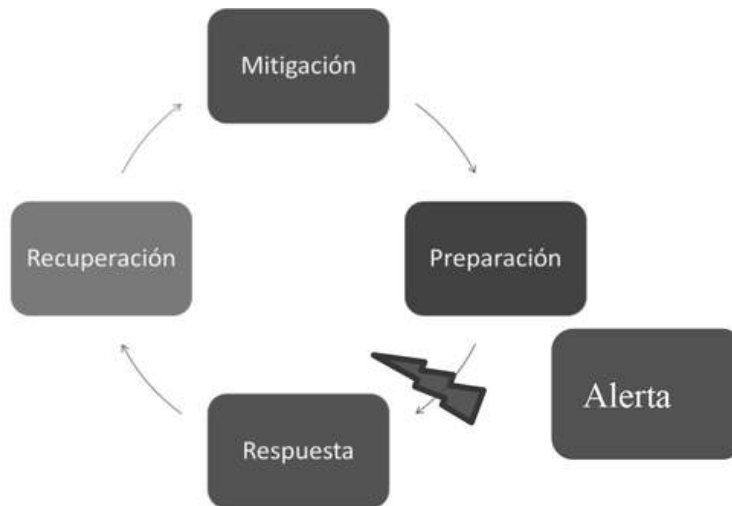 Mitigación
Recuperación
Preparación
Alerta
Respuesta